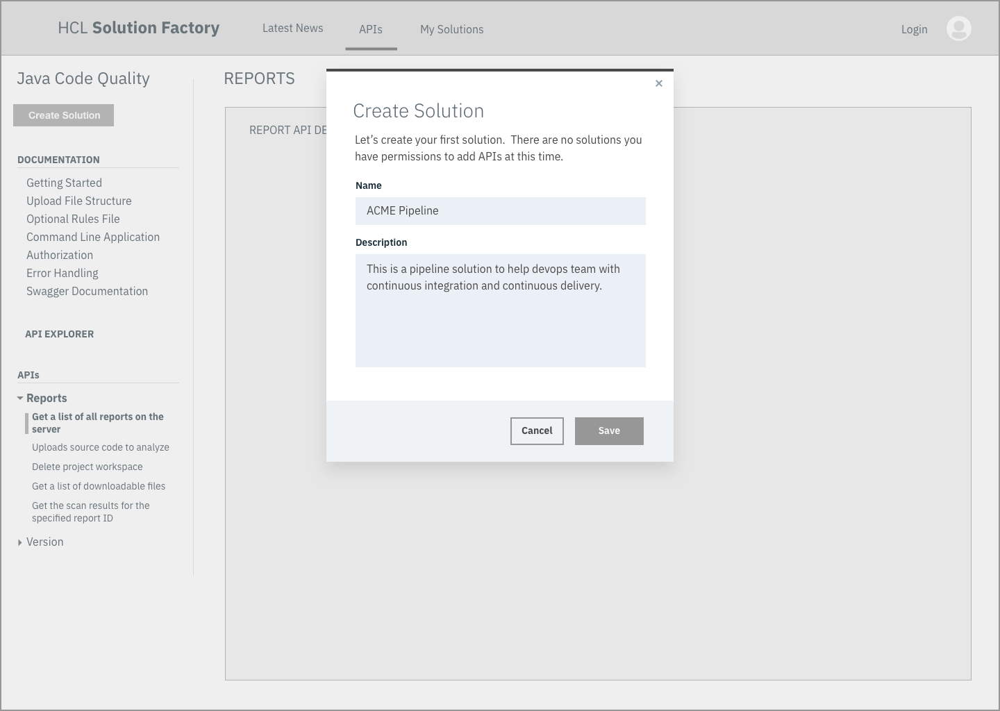 HCL Solution Factory
Latest News
APIs
My Solutions
Login
Java Code Quality
Create Solution
DOCUMENTATION
Getting Started
Upload File Structure
Optional Rules File
Command Line Application
Authorization
Error Handling
Swagger Documentation
API EXPLORER
APIs
Reports
Get a list of all reports on the
server
Uploads source code to analyze
Delete project workspace
Get a list of downloadable files
Get the scan results for the
specified report ID
Version
REPORTS
REPORT API DE
×
Create Solution
Let’s create your first solution.  There are no solutions you
have permissions to add APIs at this time.
Name
ACME Pipeline
Description
This is a pipeline solution to help devops team with
continuous integration and continuous delivery.
Cancel
Save